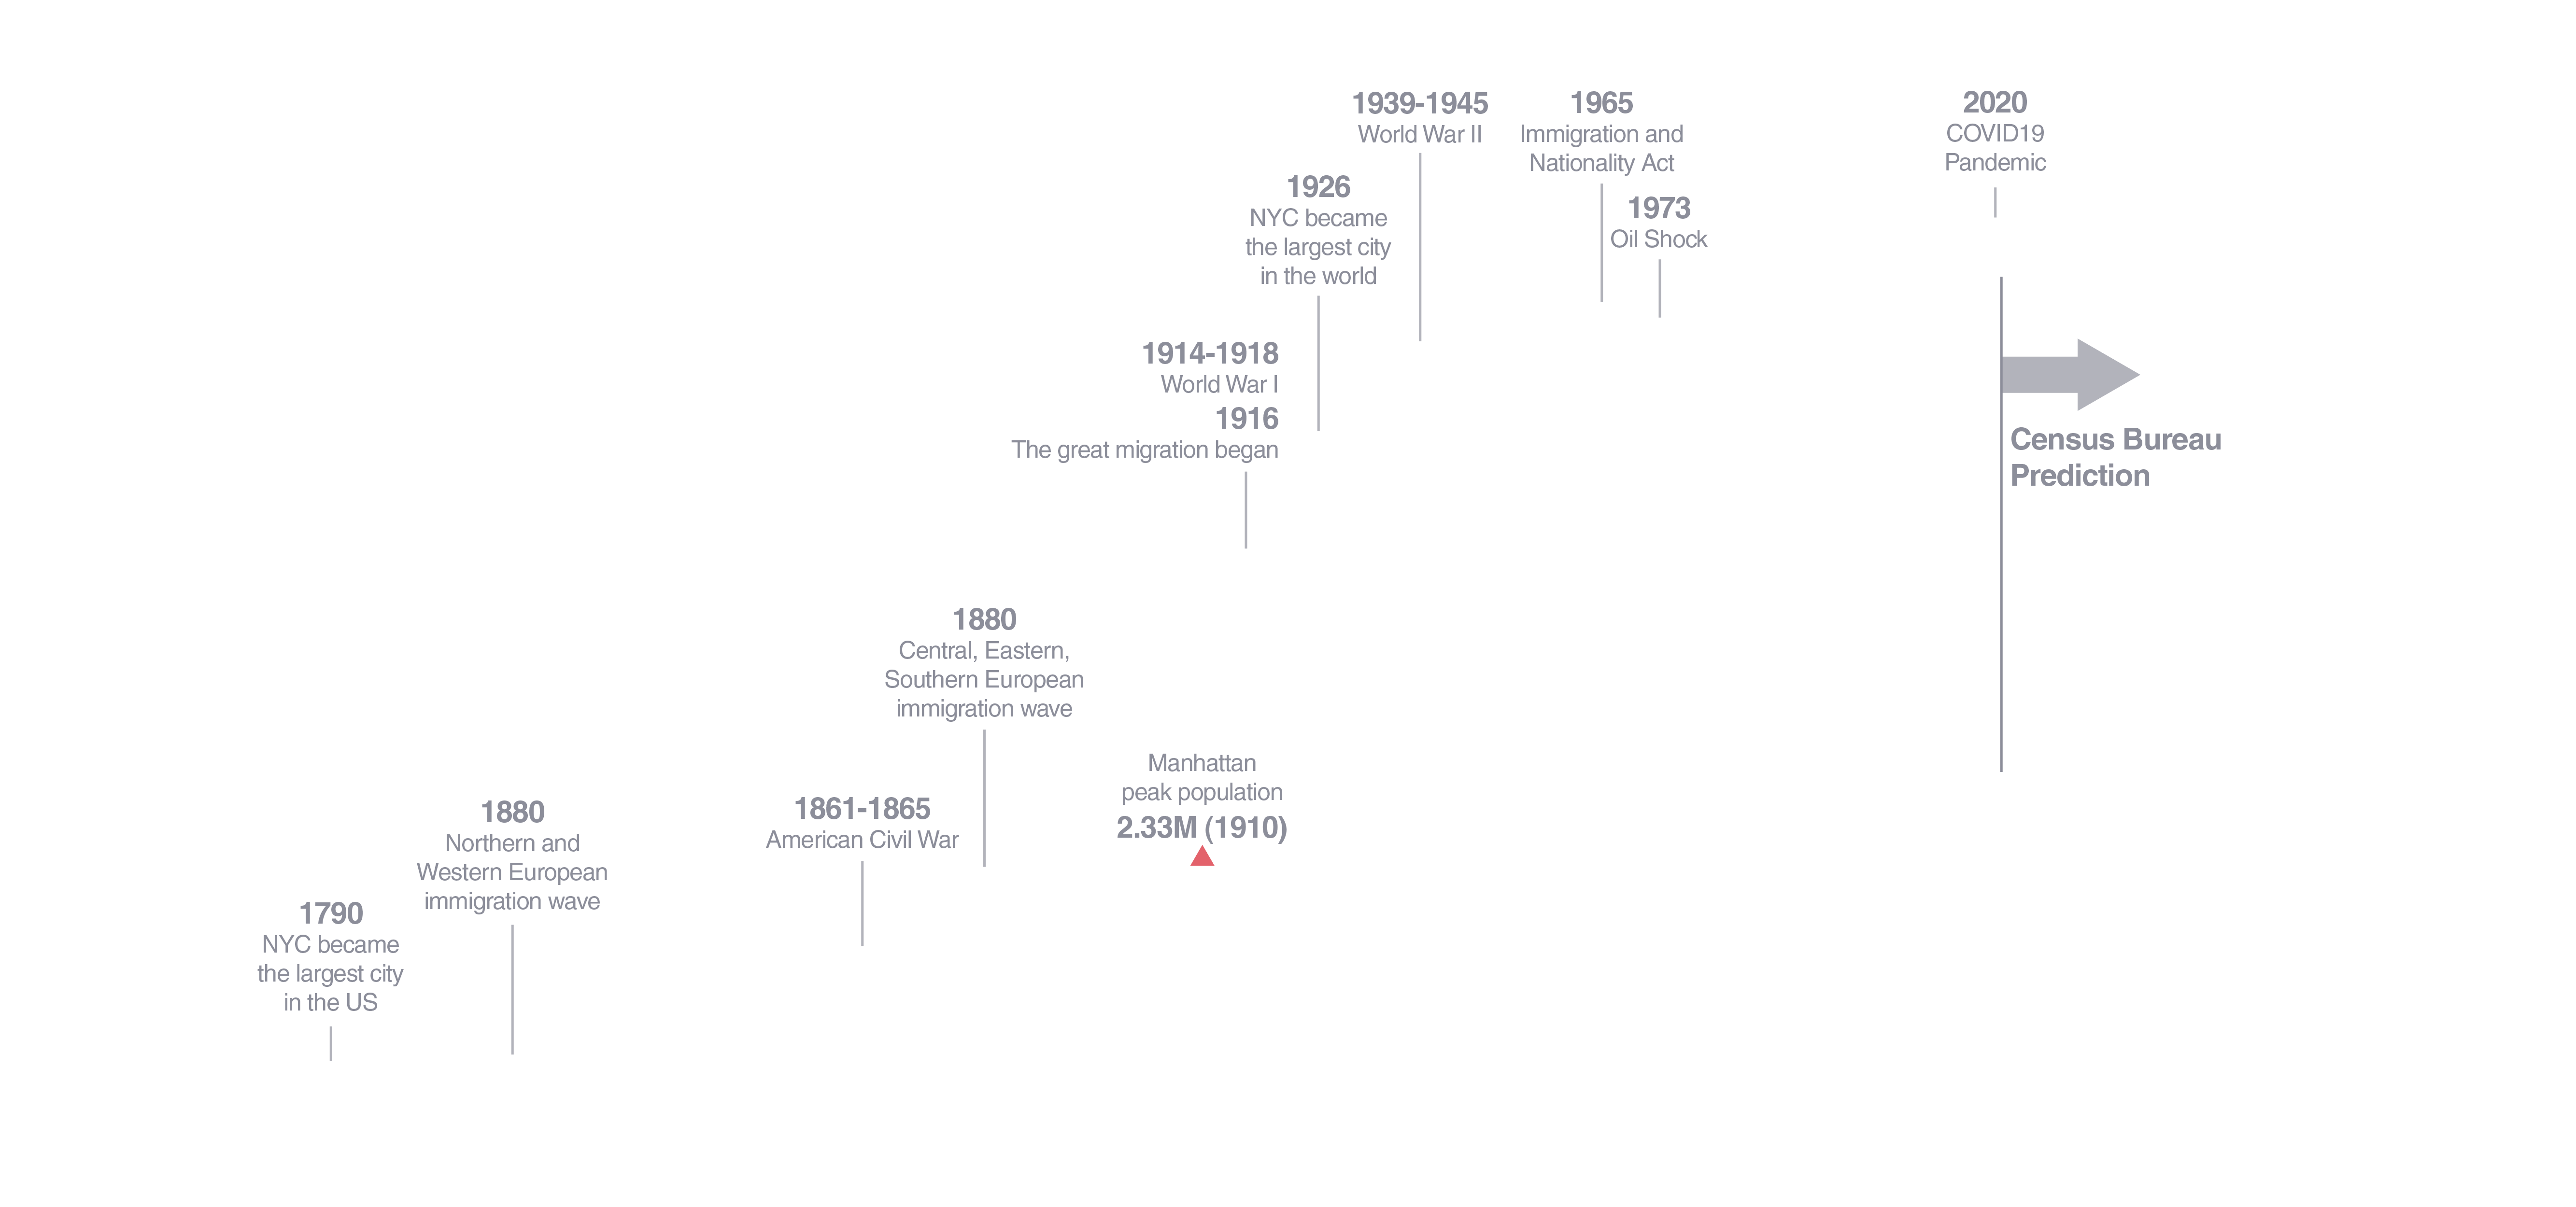 1939-1945
World War II
1965
Immigration and
Nationality Act
2020
COVID19
Pandemic
1926
NYC became
the largest city
in the world
1973
Oil Shock
1914-1918
World War I
1916
The great migration began
Census Bureau
Prediction
1880
Central, Eastern,
Southern European
immigration wave
Manhattan
peak population
2.33M (1910)
1861-1865
American Civil War
1880
Northern and
Western European
immigration wave
1790
NYC became
the largest city
in the US